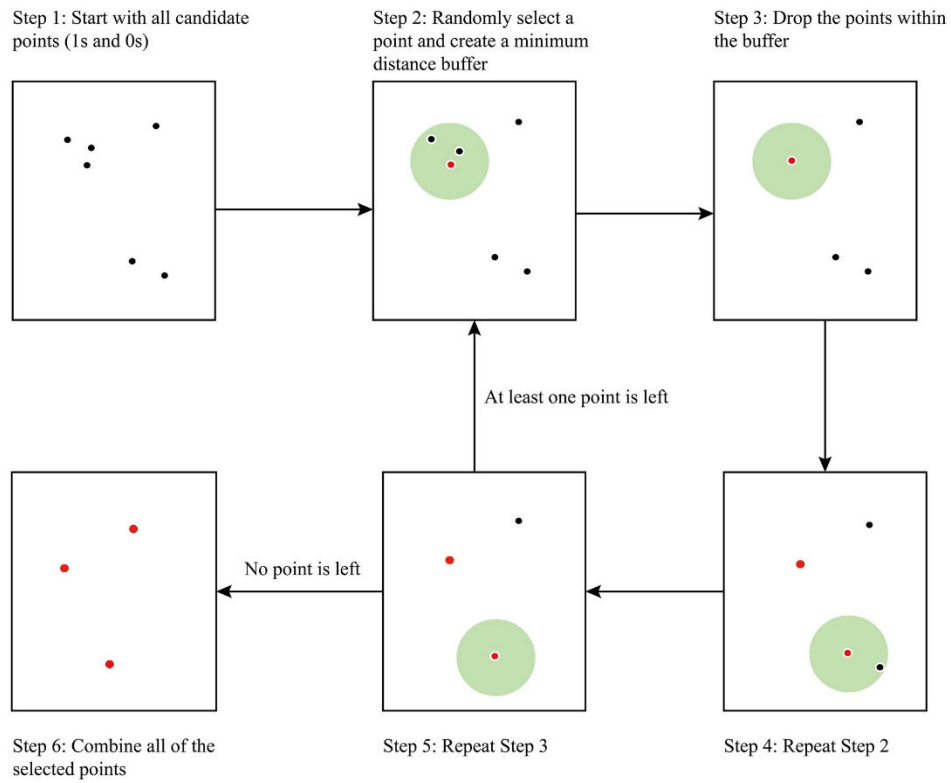 Step 1: Start with all candidate
points (1s and 0s)
Step 2: Randomly select a
point and create a minimum
distance buffer
Step 3: Drop the points within
the buffer
At least one point is left
No point is left
Step 6: Combine all of the
selected points
Step 5: Repeat Step 3
Step 4: Repeat Step 2